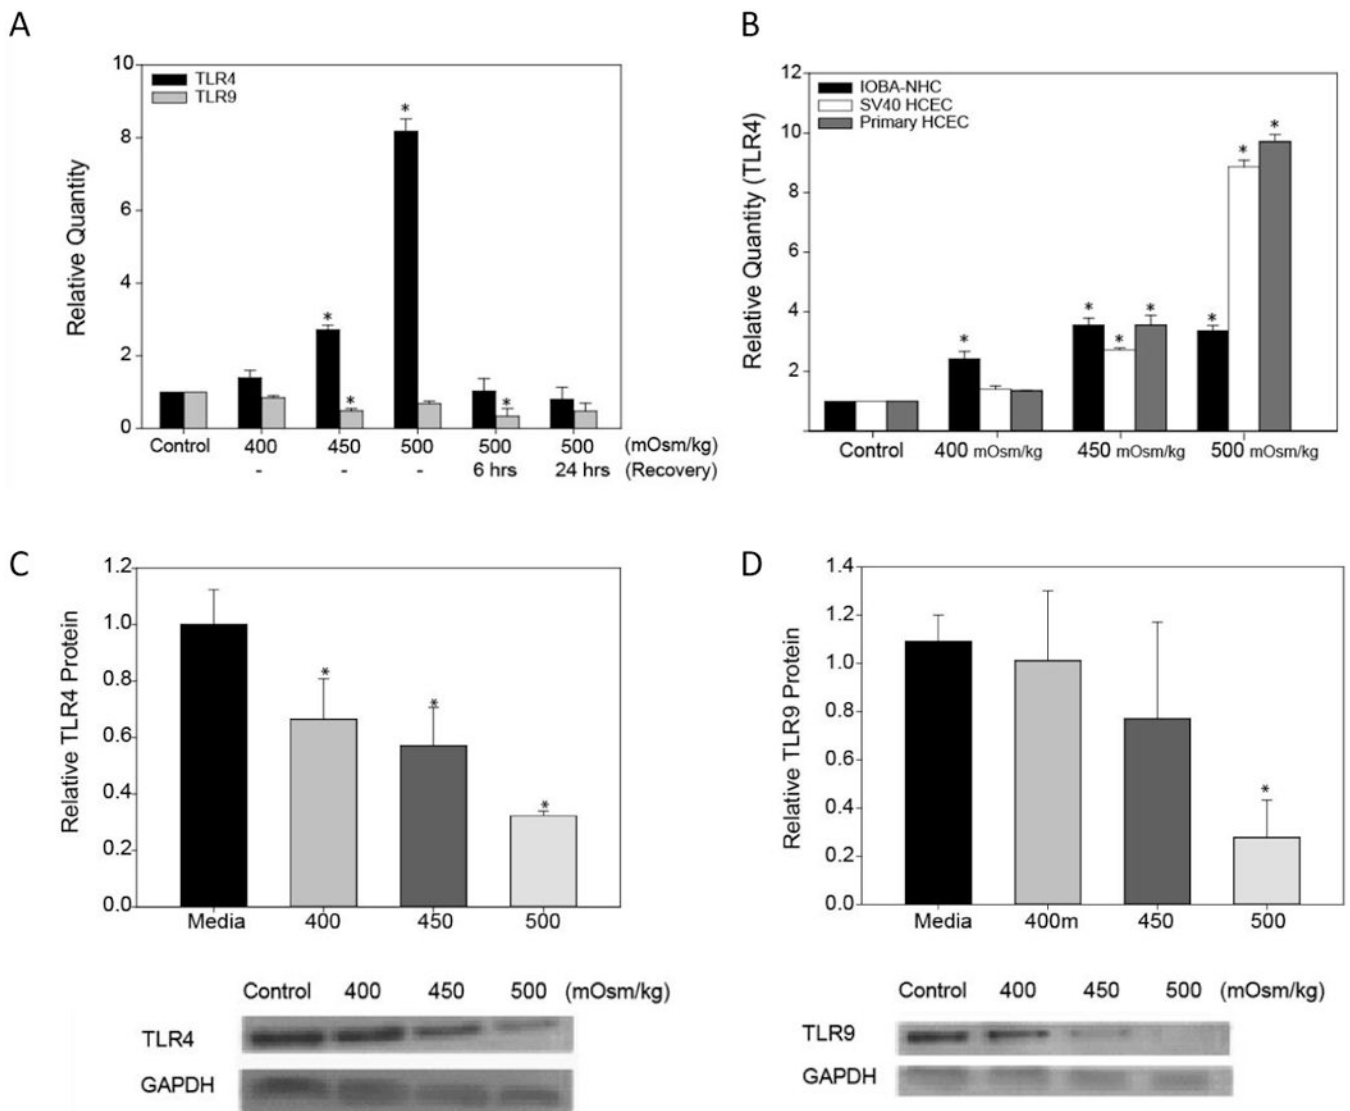 A
10
8
6
4
2
0
Relative Quantity
TLR4
TLR9
*
*
*
*
Control 400 450 500 500 500 (mOsm/kg)
- - - 6 hrs 24 hrs (Recovery)
B
12
10
8
6
4
2
Relative Quantity (TLR4)
IOBA-NHC
SV40 HCEC
Primary HCEC
*
*
*
*
*
*
*
Control 400 mOsm/kg 450 mOsm/kg 500 mOsm/kg
C
1.2
1.0
0.8
0.6
0.4
0.2
0.0
Relative TLR4 Protein
*
*
*
Media 400 450 500
Control 400 450 500 (mOsm/kg)
TLR4
GAPDH
D
1.4
1.2
1.0
0.8
0.6
0.4
0.2
0.0
Relative TLR9 Protein
*
Media 400m 450 500
Control 400 450 500 (mOsm/kg)
TLR9
GAPDH